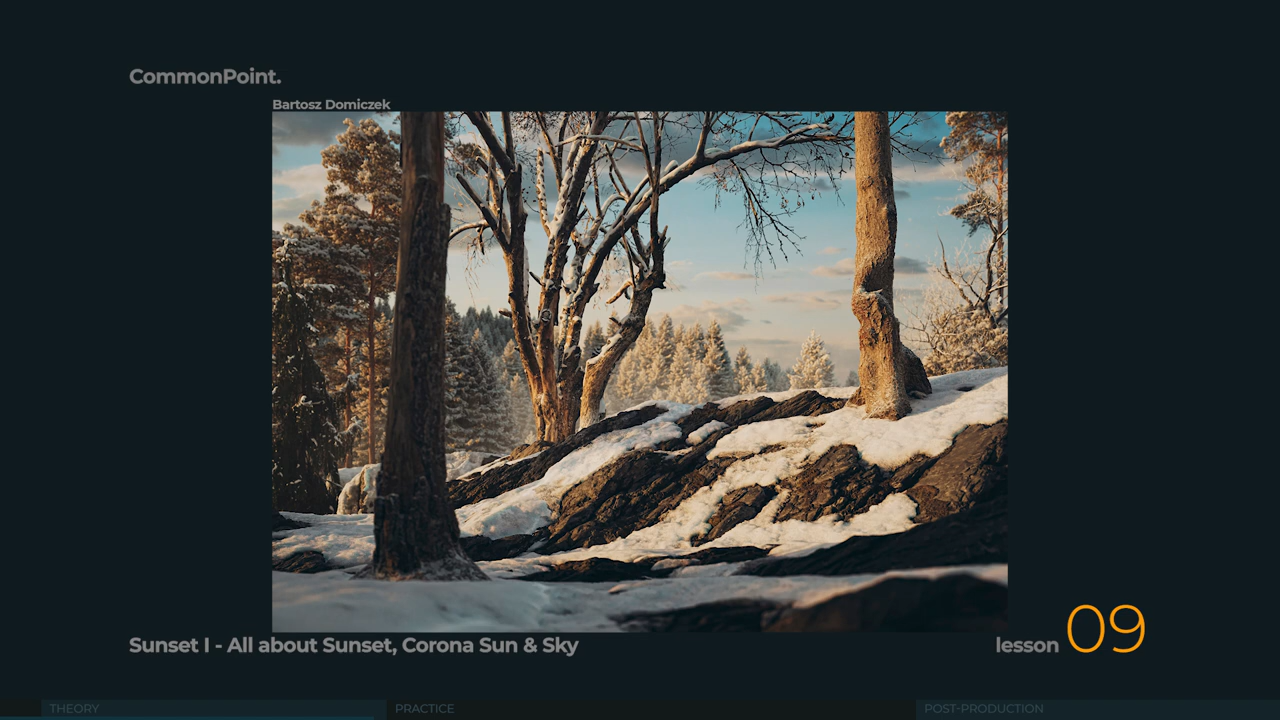 CommonPoint.
Bartosz Domiczek
Sunset I - All about Sunset, Corona Sun & Sky
lesson 09
THEORY
PRACTICE
POST-PRODUCTION